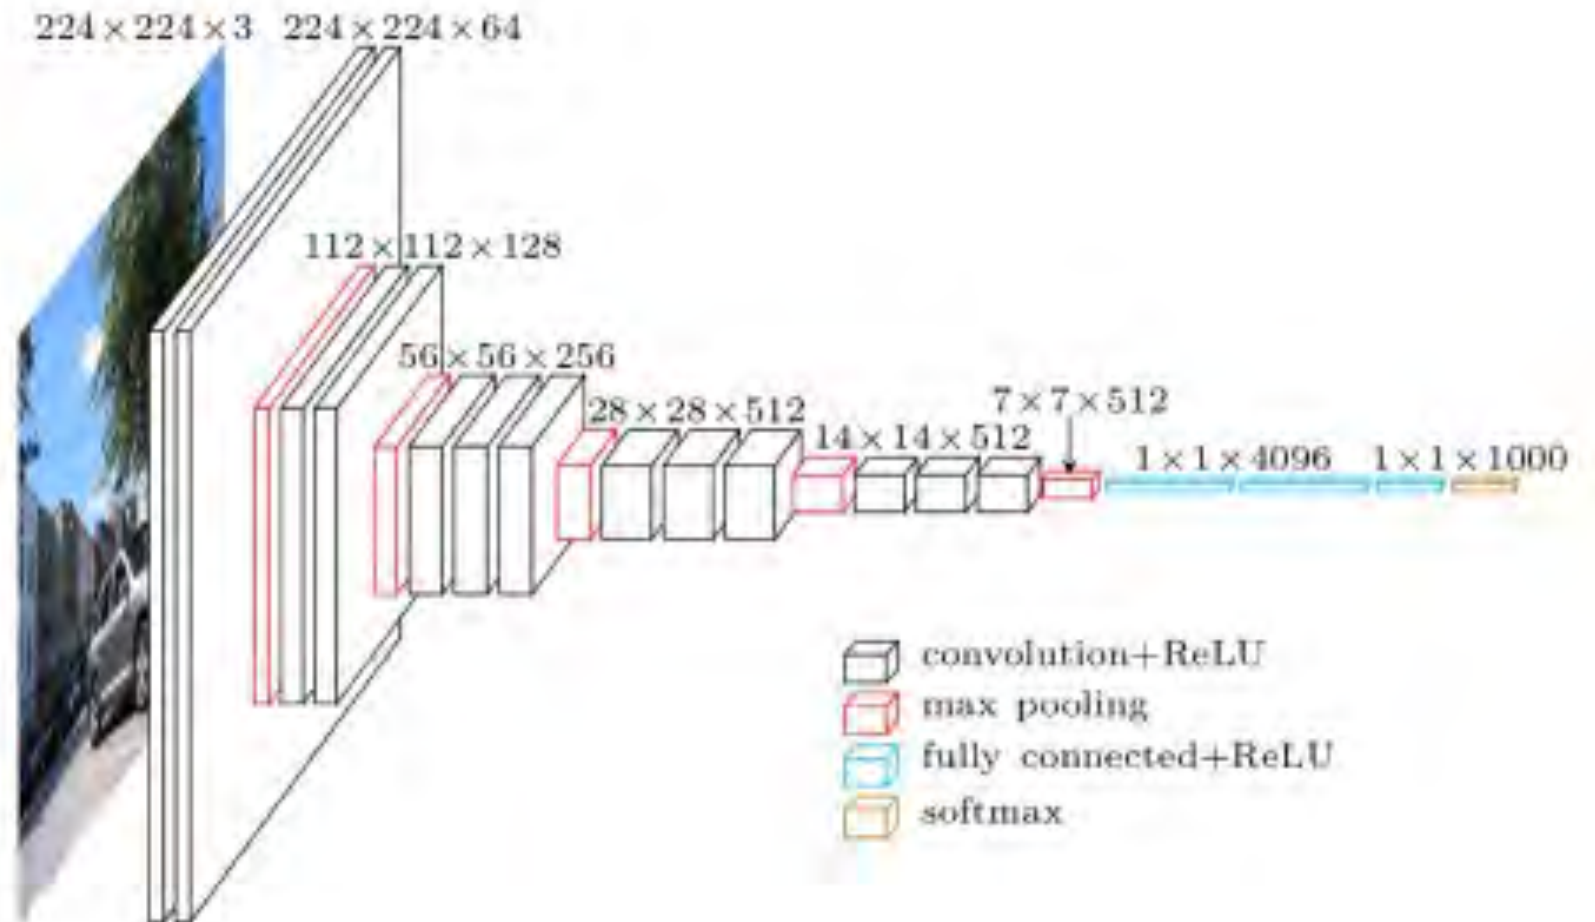 224×224×3
224×224×64
112×112×128
56×56×256
28×28×512
14×14×512
7×7×512
1×1×4096
1×1×1000
convolution+ReLU
max pooling
fully connected+ReLU
softmax